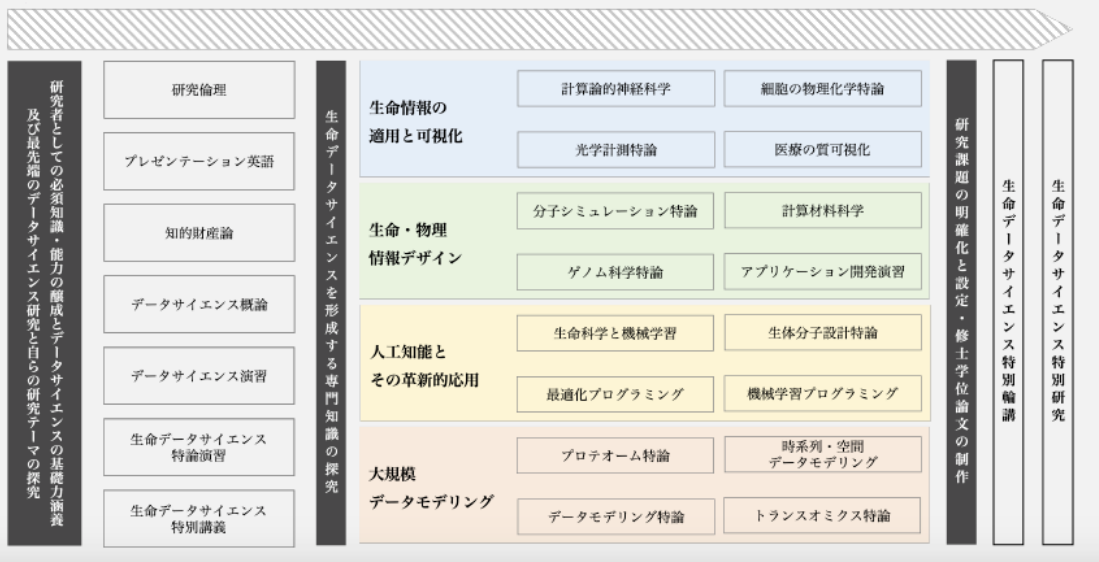 研究者としての必須知識・能力の醸成とデータサイエンスの基礎力涵養
及び最先端のデータサイエンス研究と自らの研究テーマの探究
研究倫理
プレゼンテーション英語
知的財産論
データサイエンス概論
データサイエンス演習
生命データサイエンス
特論演習
生命データサイエンス
特別講義
生命データサイエンスを形成する専門知識の探究
生命情報の
適用と可視化
計算論的神経科学
細胞の物理化学特論
光学計測特論
医療の質可視化
生命・物理
情報デザイン
分子シミュレーション特論
計算材料科学
ゲノム科学特論
アプリケーション開発演習
人工知能と
その革新的応用
生命科学と機械学習
生体分子設計特論
最適化プログラミング
機械学習プログラミング
大規模
データモデリング
プロテオーム特論
時系列・空間
データモデリング
データモデリング特論
トランスオミクス特論
研究課題の明確化と設定・修士学位論文の制作
生命データサイエンス特別輪講
生命データサイエンス特別研究